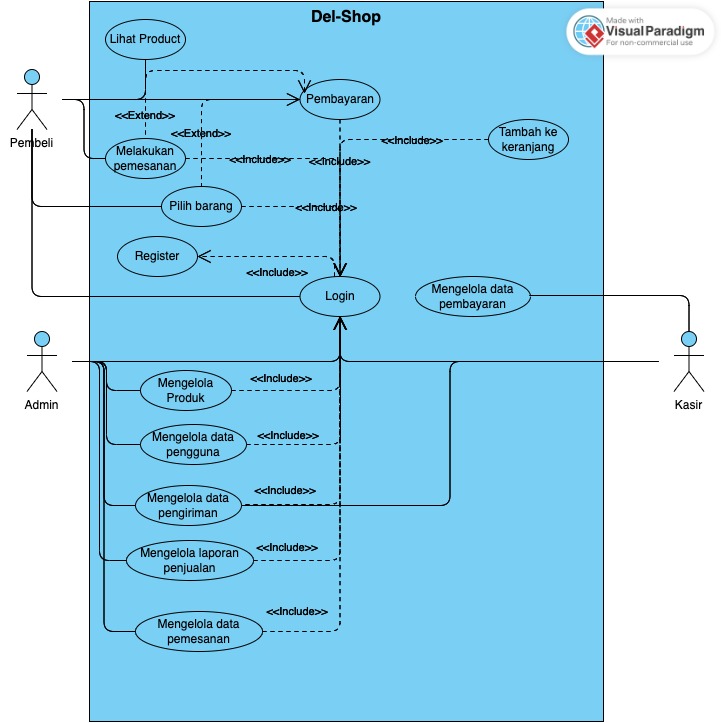 Del-Shop
Made with
Visual Paradigm
For non-commercial use
Lihat Product
Pembayaran
<<Extend>>
<<Extend>>
Tambah ke
keranjang
<<Include>>
Pembeli
Melakukan
pemesanan
<<Include>>
<<Include>>
Pilih barang
<<Include>>
Register
<<Include>>
Login
Mengelola data
pembayaran
Admin
Kasir
Mengelola
Produk
<<Include>>
Mengelola data
pengguna
<<Include>>
Mengelola data
pengiriman
<<Include>>
Mengelola laporan
penjualan
<<Include>>
Mengelola data
pemesanan
<<Include>>